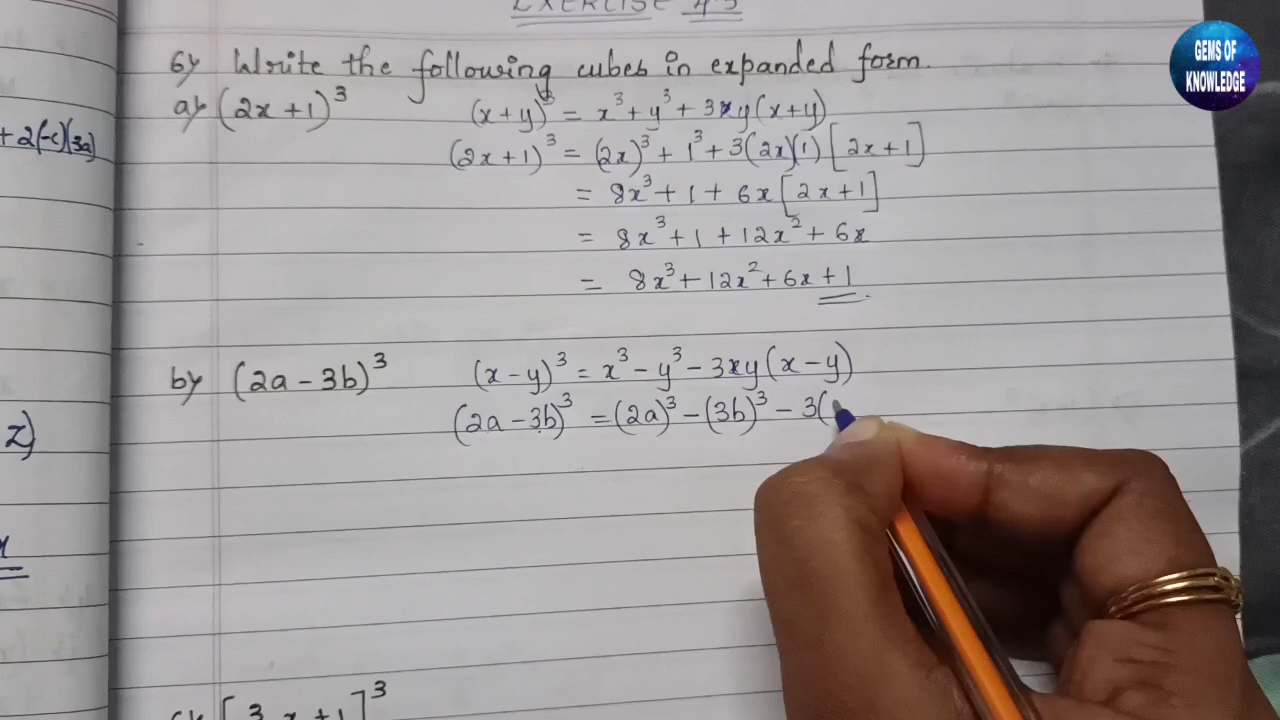 EXERCISE 4.3
6) Write the following cubes in expanded form.
a) (2x+1)³ (x+y)³ = x³ + y³ + 3xy(x+y)
(2x+1)³ = (2x)³ + 1³ + 3(2x)(1)[2x+1]
= 8x³ + 1 + 6x[2x+1]
= 8x³ + 1 + 12x² + 6x
= 8x³ + 12x² + 6x + 1
b) (2a - 3b)³ (x-y)³ = x³ - y³ - 3xy(x-y)
(2a - 3b)³ = (2a)³ - (3b)³ - 3(
+2(-c)(3a)
z)
x
GEMS OF
KNOWLEDGE